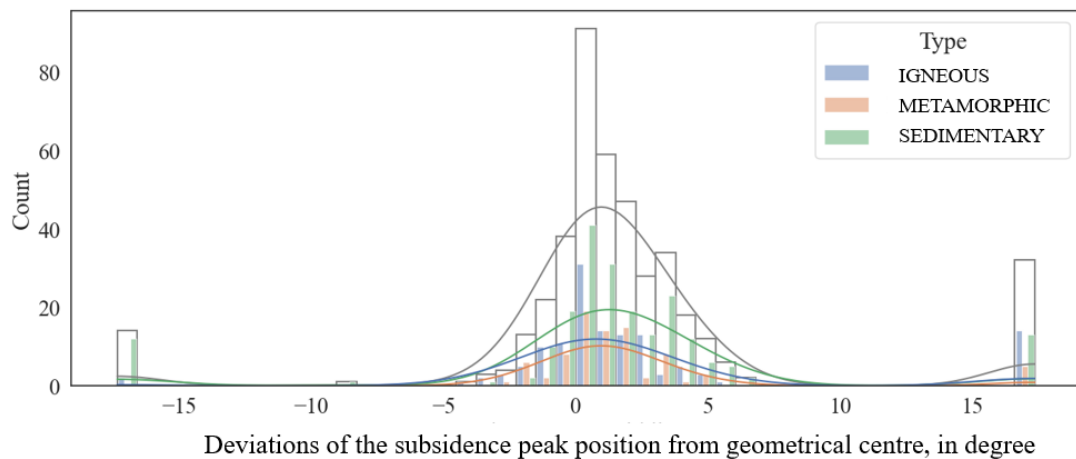 Type
IGNEOUS
METAMORPHIC
SEDIMENTARY
Count
80
60
40
20
0
−15 −10 −5 0 5 10 15
Deviations of the subsidence peak position from geometrical centre, in degree